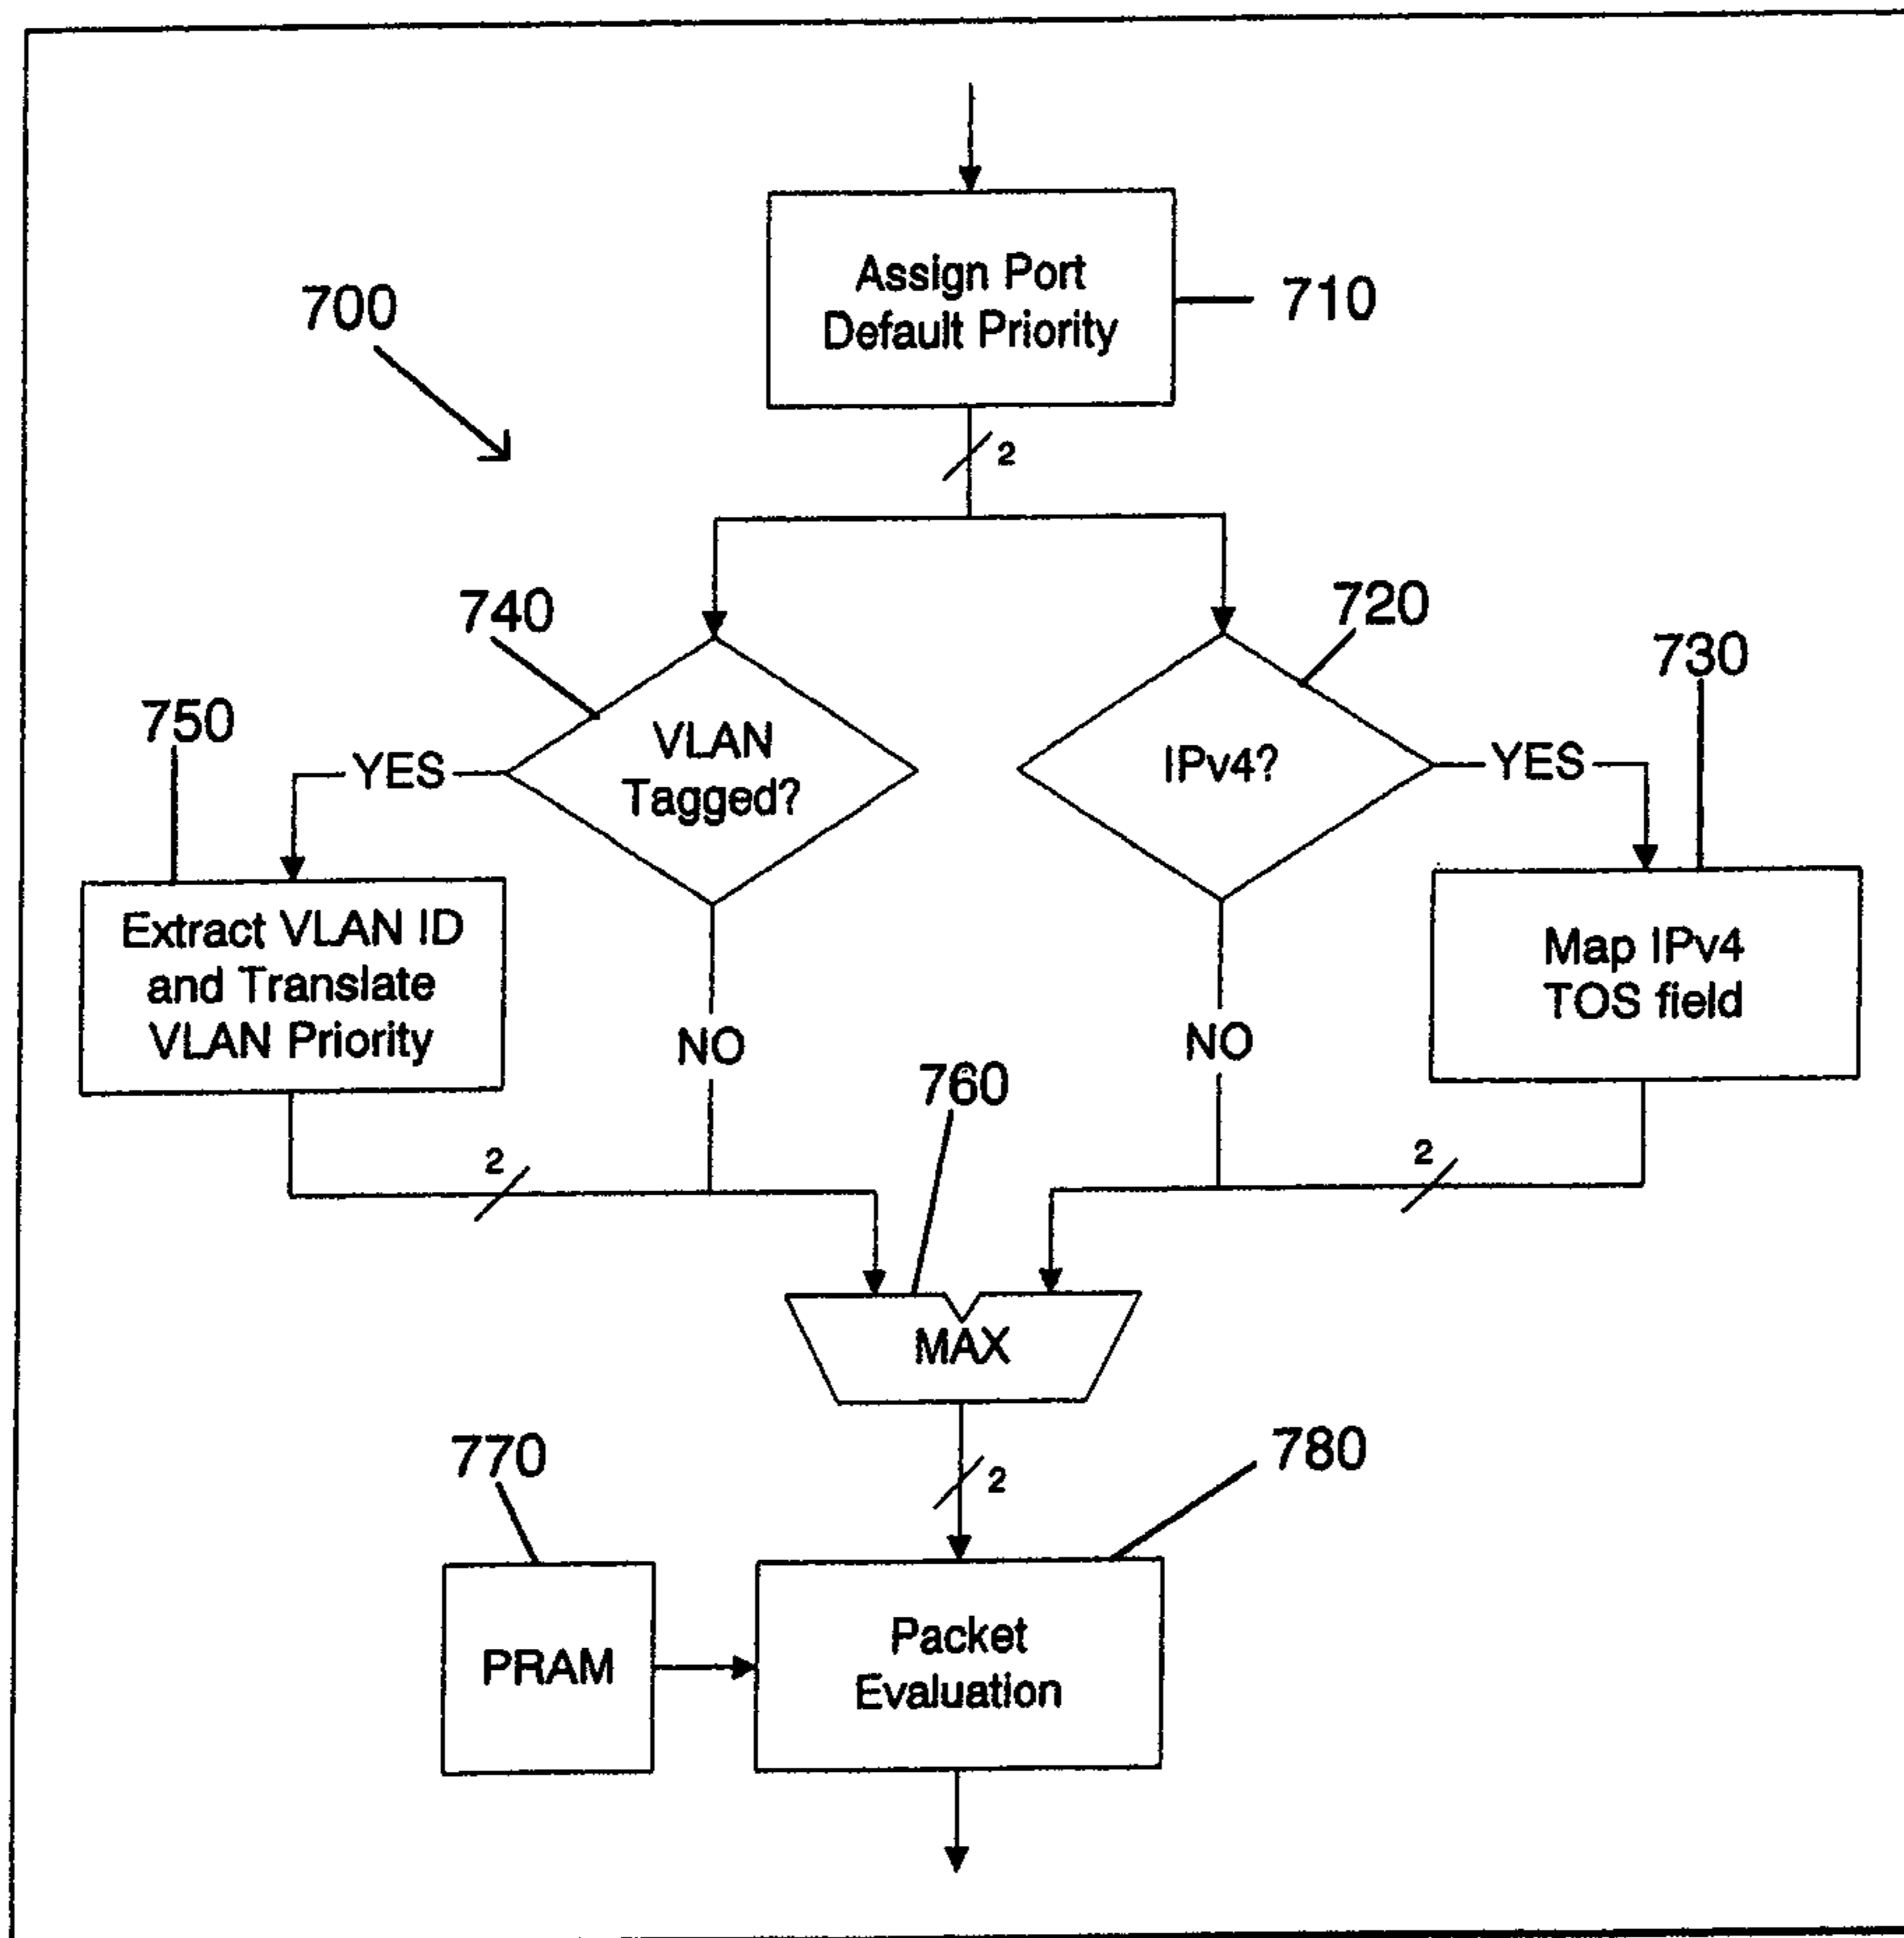 700
Assign Port
Default Priority
710
2
740
720
730
750
VLAN
Tagged?
IPv4?
YES
YES
Extract VLAN ID
and Translate
VLAN Priority
Map IPv4
TOS field
NO
NO
760
2
2
MAX
770
780
2
PRAM
Packet
Evaluation